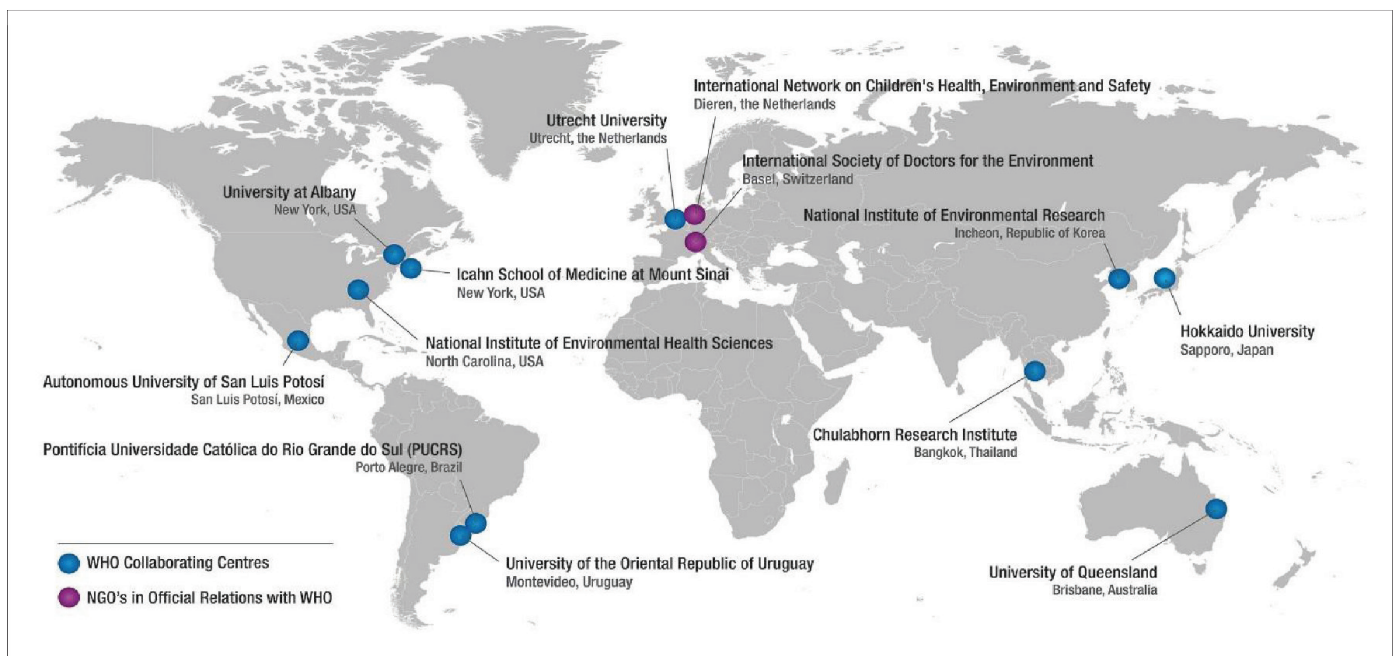 International Network on Children's Health, Environment and Safety
Dieren, the Netherlands
Utrecht University
Utrecht, the Netherlands
International Society of Doctors for the Environment
Basel, Switzerland
University at Albany
New York, USA
National Institute of Environmental Research
Incheon, Republic of Korea
Icahn School of Medicine at Mount Sinai
New York, USA
Hokkaido University
Sapporo, Japan
National Institute of Environmental Health Sciences
North Carolina, USA
Autonomous University of San Luis Potosí
San Luis Potosí, Mexico
Chulabhorn Research Institute
Bangkok, Thailand
Pontifícia Universidade Católica do Rio Grande do Sul (PUCRS)
Porto Alegre, Brazil
University of the Oriental Republic of Uruguay
Montevideo, Uruguay
University of Queensland
Brisbane, Australia
WHO Collaborating Centres
NGO's in Official Relations with WHO